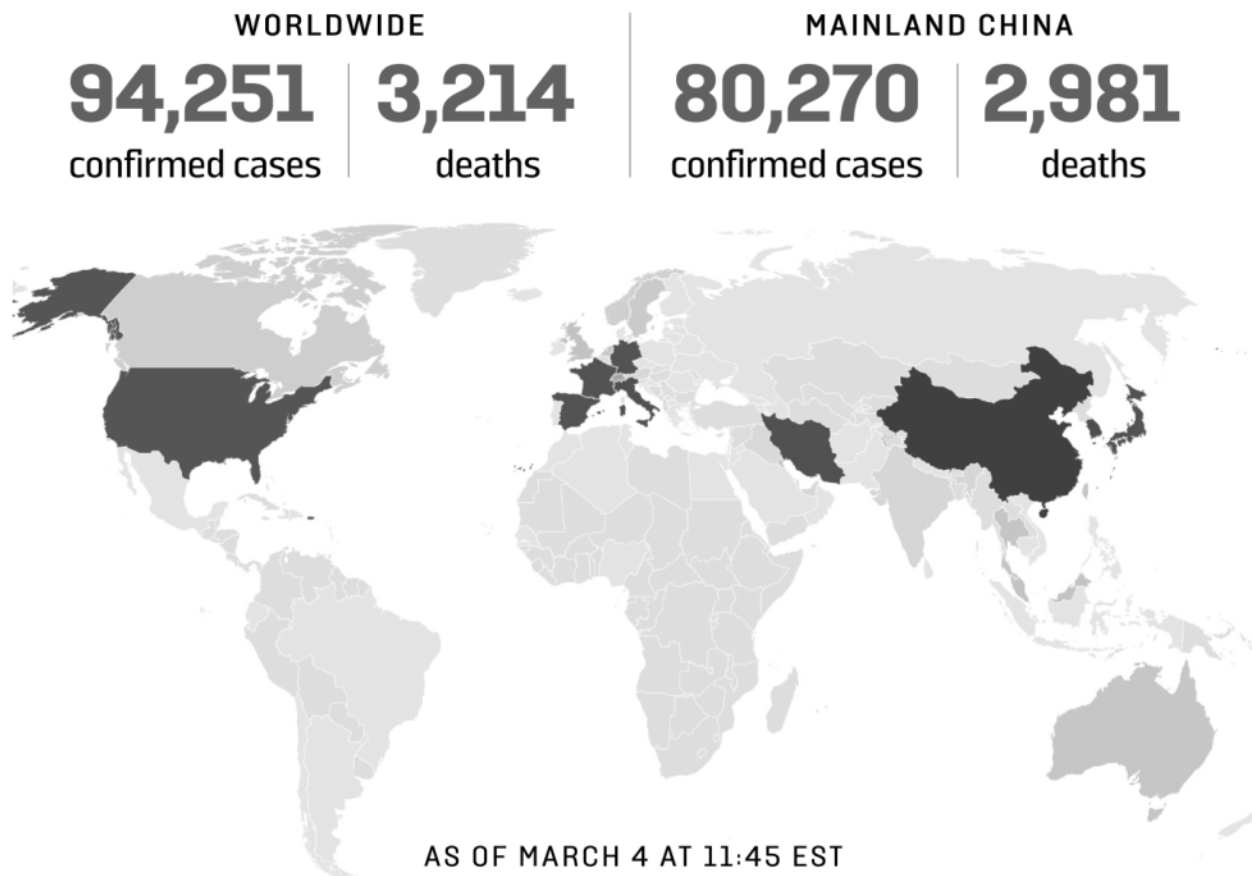 WORLDWIDE
94,251
confirmed cases
3,214
deaths
MAINLAND CHINA
80,270
confirmed cases
2,981
deaths
AS OF MARCH 4 AT 11:45 EST